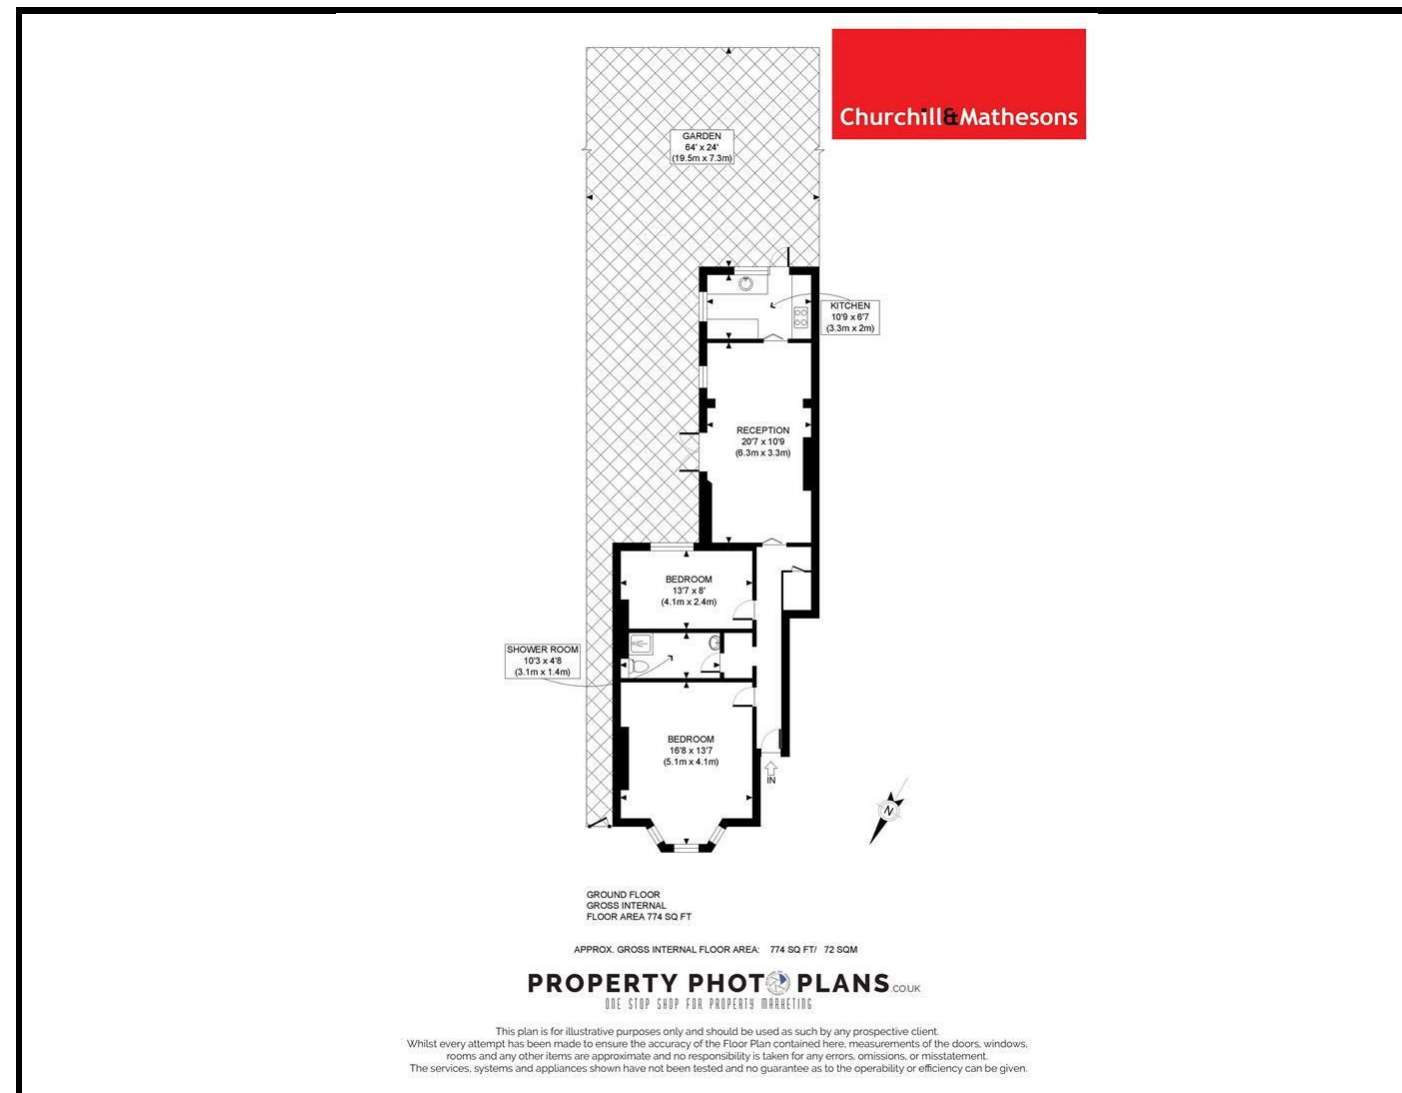 Churchill&Mathesons
GARDEN
64' x 24'
(19.5m x 7.3m)
KITCHEN
10'9 x 6'7
(3.3m x 2m)
RECEPTION
20'7 x 10'9
(6.3m x 3.3m)
BEDROOM
13'7 x 8'
(4.1m x 2.4m)
SHOWER ROOM
10'3 x 4'8
(3.1m x 1.4m)
BEDROOM
16'8 x 13'7
(5.1m x 4.1m)
IN
N
GROUND FLOOR
GROSS INTERNAL
FLOOR AREA 774 SQ FT
APPROX. GROSS INTERNAL FLOOR AREA: 774 SQ FT/ 72 SQM
PROPERTY PHOTO PLANS.CO.UK
ONE STOP SHOP FOR PROPERTY MARKETING
This plan is for illustrative purposes only and should be used as such by any prospective client.
Whilst every attempt has been made to ensure the accuracy of the Floor Plan contained here, measurements of the doors, windows,
rooms and any other items are approximate and no responsibility is taken for any errors, omissions, or misstatement.
The services, systems and appliances shown have not been tested and no guarantee as to the operability or efficiency can be given.